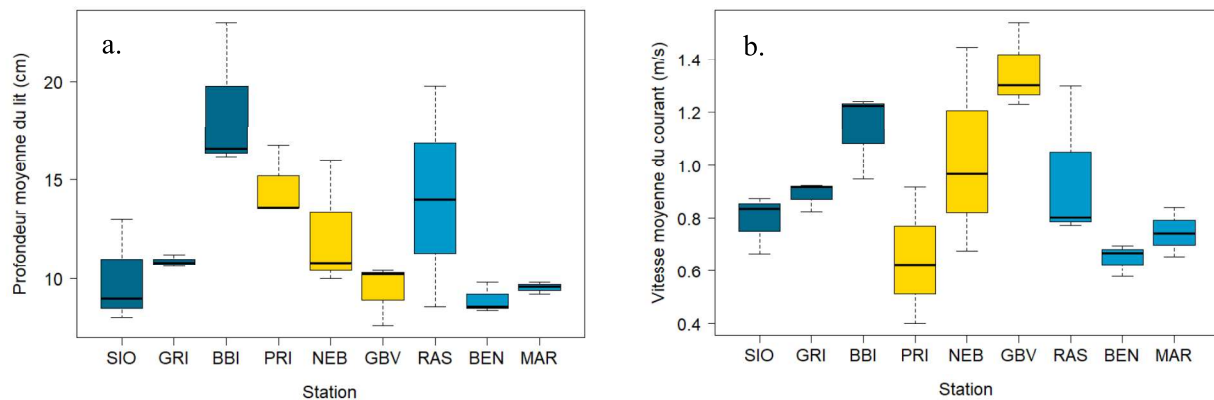 a.
Profondeur moyenne du lit (cm)
20
15
10
SIO GRI BBI PRI NEB GBV RAS BEN MAR
Station
b.
Vitesse moyenne du courant (m/s)
1.4
1.2
1.0
0.8
0.6
0.4
SIO GRI BBI PRI NEB GBV RAS BEN MAR
Station